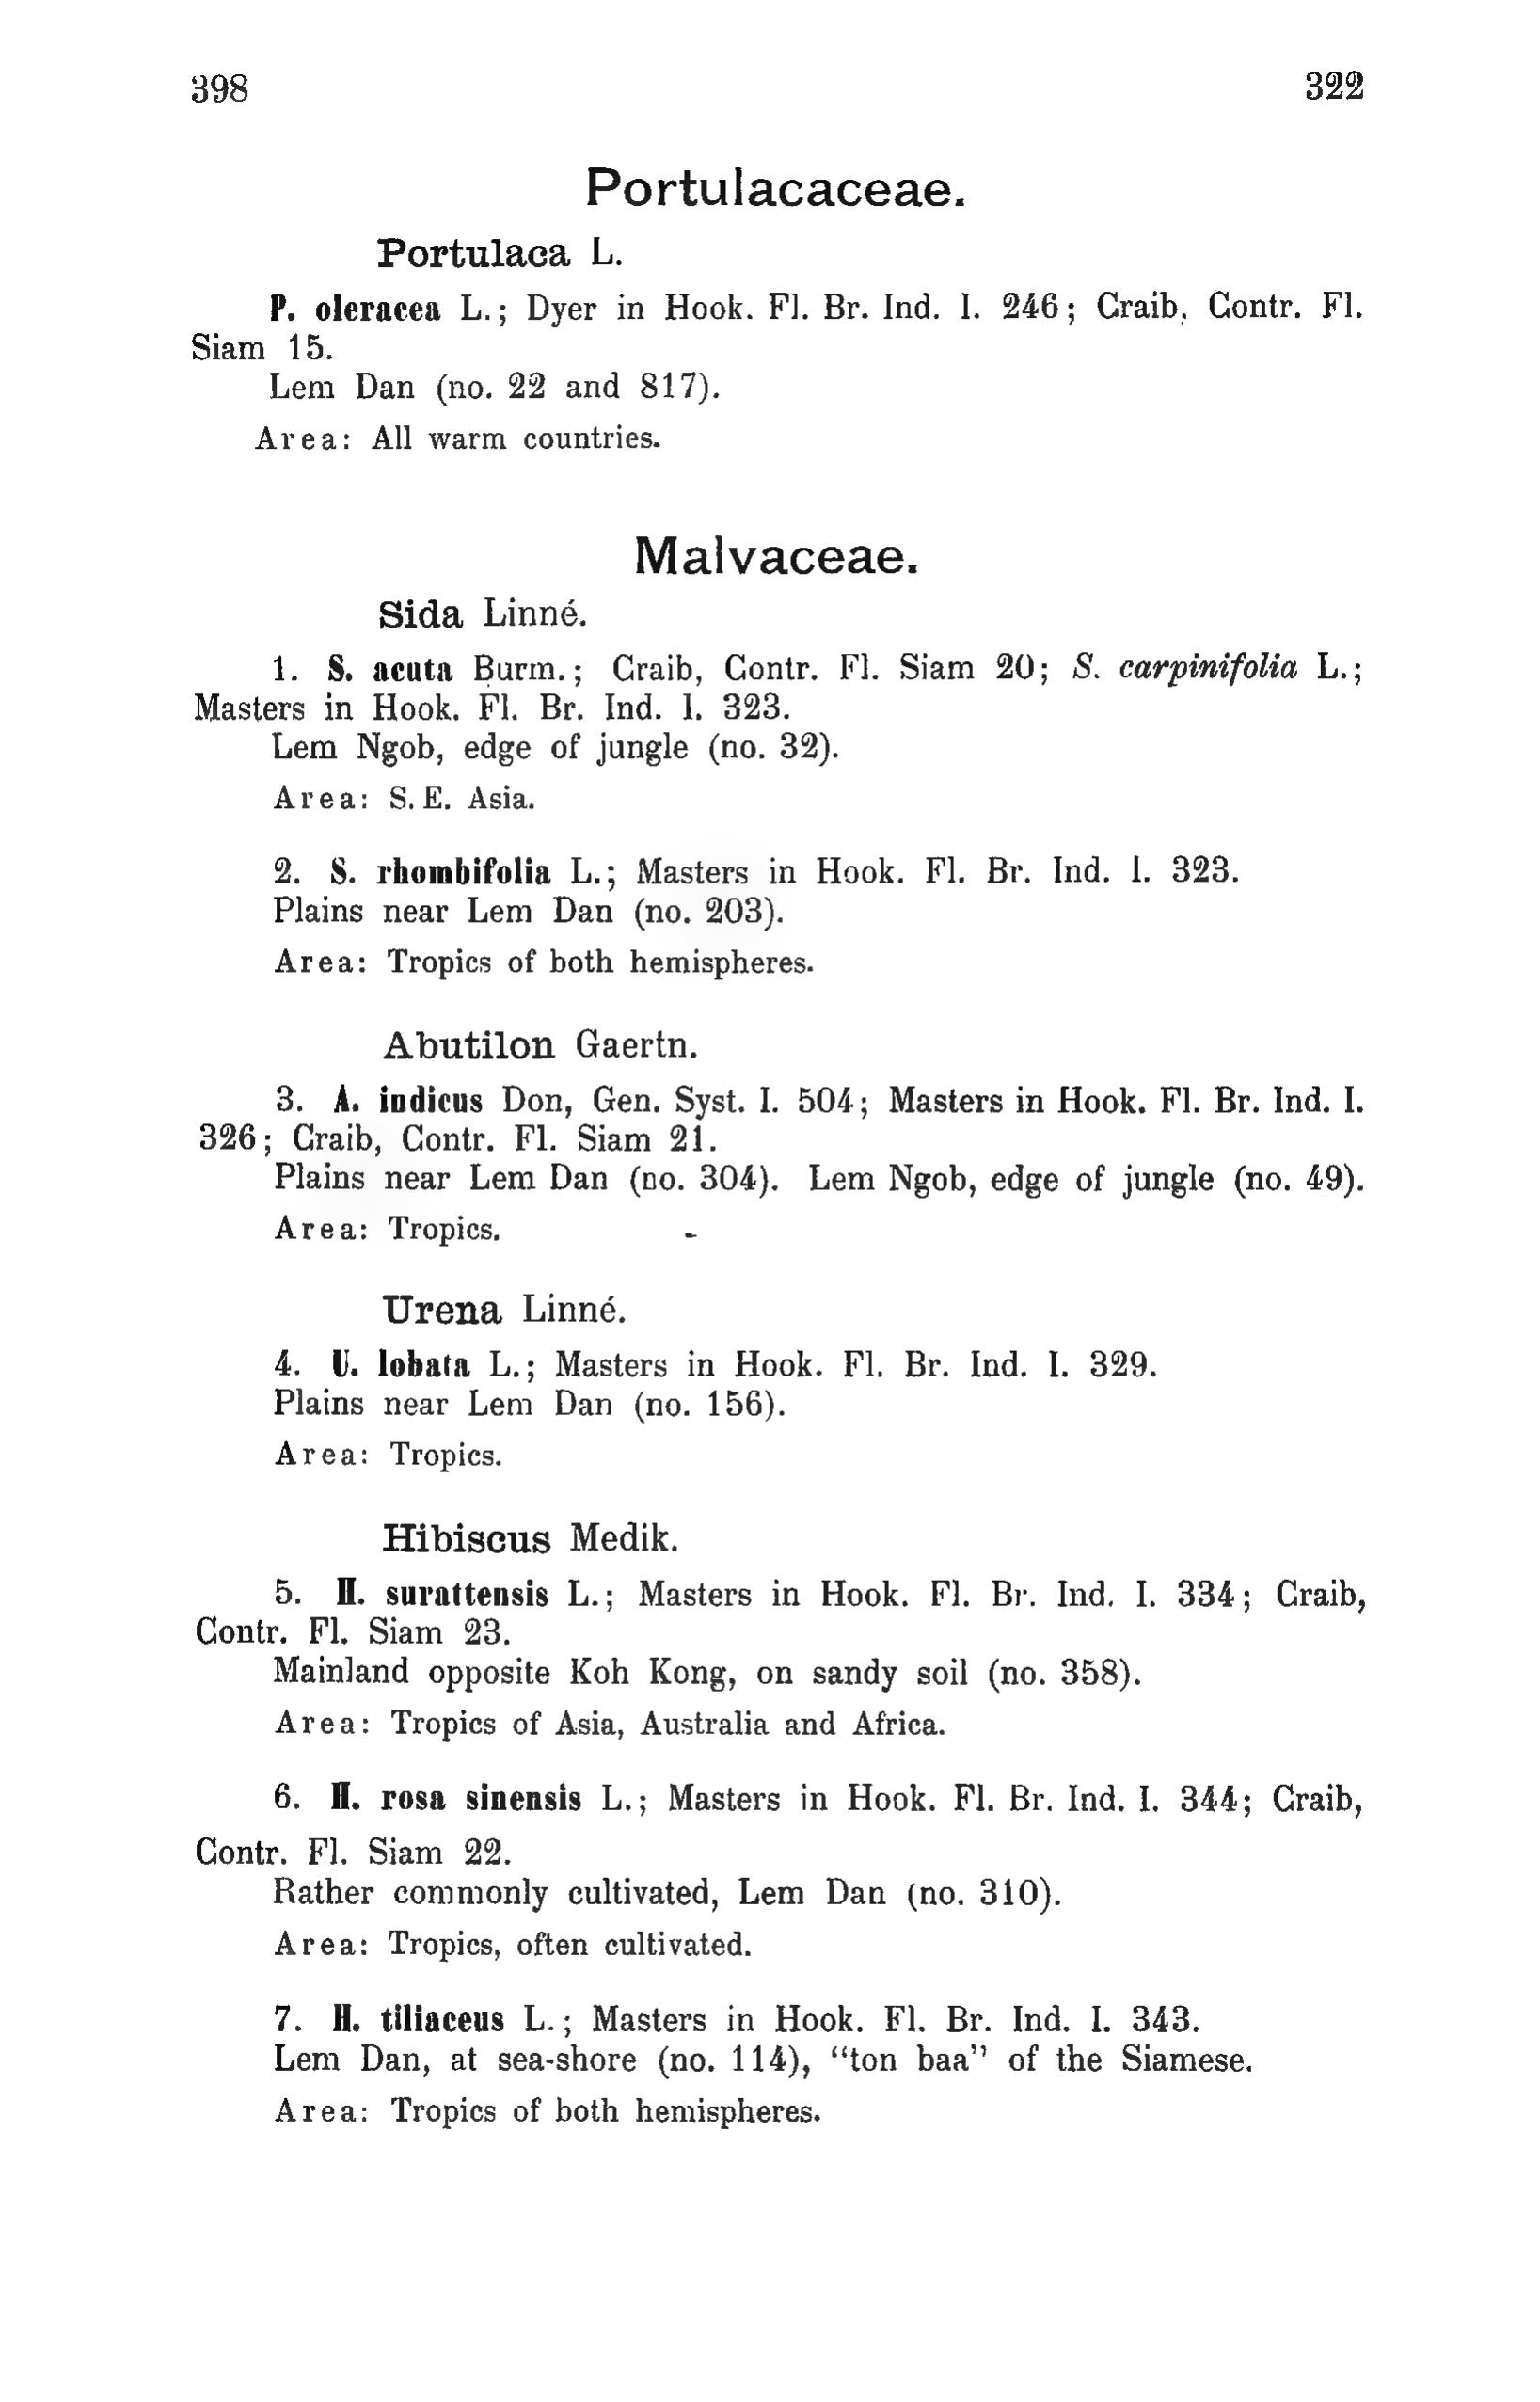 398 322
Portulacaceae.
Portulaca L.
P. oleracea L.; Dyer in Hook. Fl. Br. Ind. I. 246; Craib, Contr. Fl.
Siam 15.
Lem Dan (no. 22 and 817).
Area: All warm countries.
Malvaceae.
Sida Linné.
1. S. acuta Burm.; Craib, Contr. Fl. Siam 20; S. carpinifolia L.;
Masters in Hook. Fl. Br. Ind. I. 323.
Lem Ngob, edge of jungle (no. 32).
Area: S. E. Asia.
2. S. rhombifolia L.; Masters in Hook. Fl. Br. Ind. I. 323.
Plains near Lem Dan (no. 203).
Area: Tropics of both hemispheres.
Abutilon Gaertn.
3. A. indicus Don, Gen. Syst. I. 504; Masters in Hook. Fl. Br. Ind. I.
326; Craib, Contr. Fl. Siam 21.
Plains near Lem Dan (no. 304). Lem Ngob, edge of jungle (no. 49).
Area: Tropics.
Urena Linné.
4. U. lobata L.; Masters in Hook. Fl. Br. Ind. I. 329.
Plains near Lem Dan (no. 156).
Area: Tropics.
Hibiscus Medik.
5. H. surattensis L.; Masters in Hook. Fl. Br. Ind. I. 334; Craib,
Contr. Fl. Siam 23.
Mainland opposite Koh Kong, on sandy soil (no. 358).
Area: Tropics of Asia, Australia and Africa.
6. H. rosa sinensis L.; Masters in Hook. Fl. Br. Ind. I. 344; Craib,
Contr. Fl. Siam 22.
Rather commonly cultivated, Lem Dan (no. 310).
Area: Tropics, often cultivated.
7. H. tiliaceus L.; Masters in Hook. Fl. Br. Ind. I. 343.
Lem Dan, at sea-shore (no. 114), “ton baa” of the Siamese.
Area: Tropics of both hemispheres.